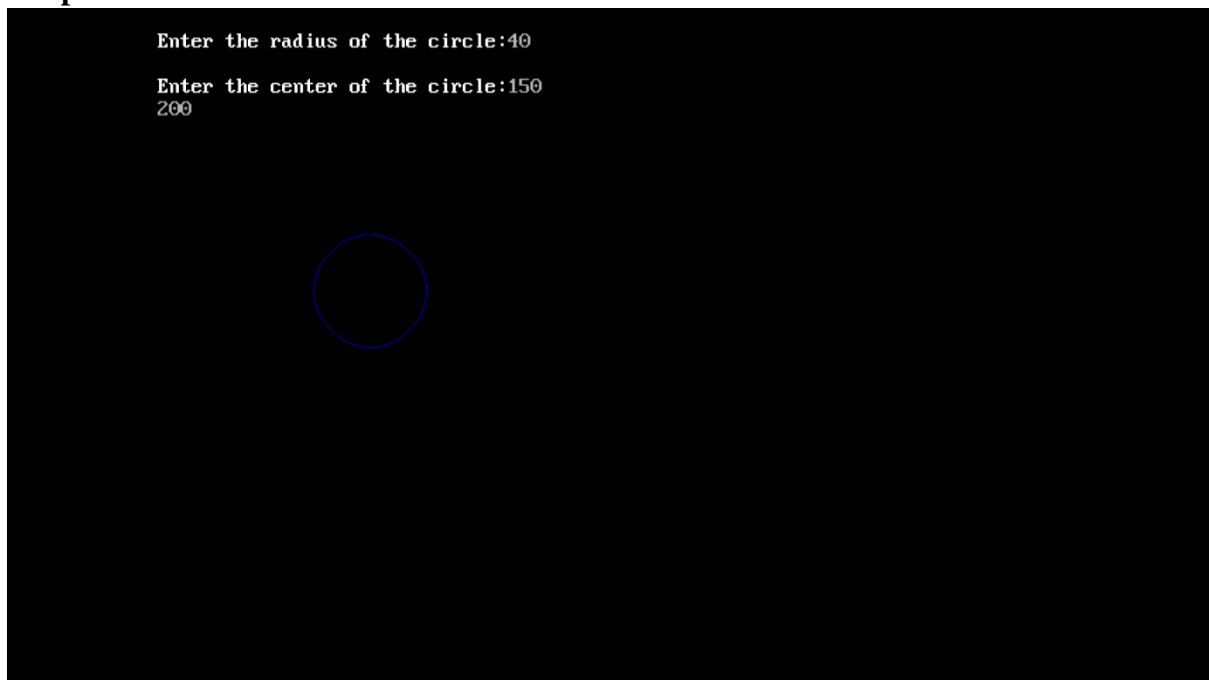 Enter the radius of the circle:40
Enter the center of the circle:150
200